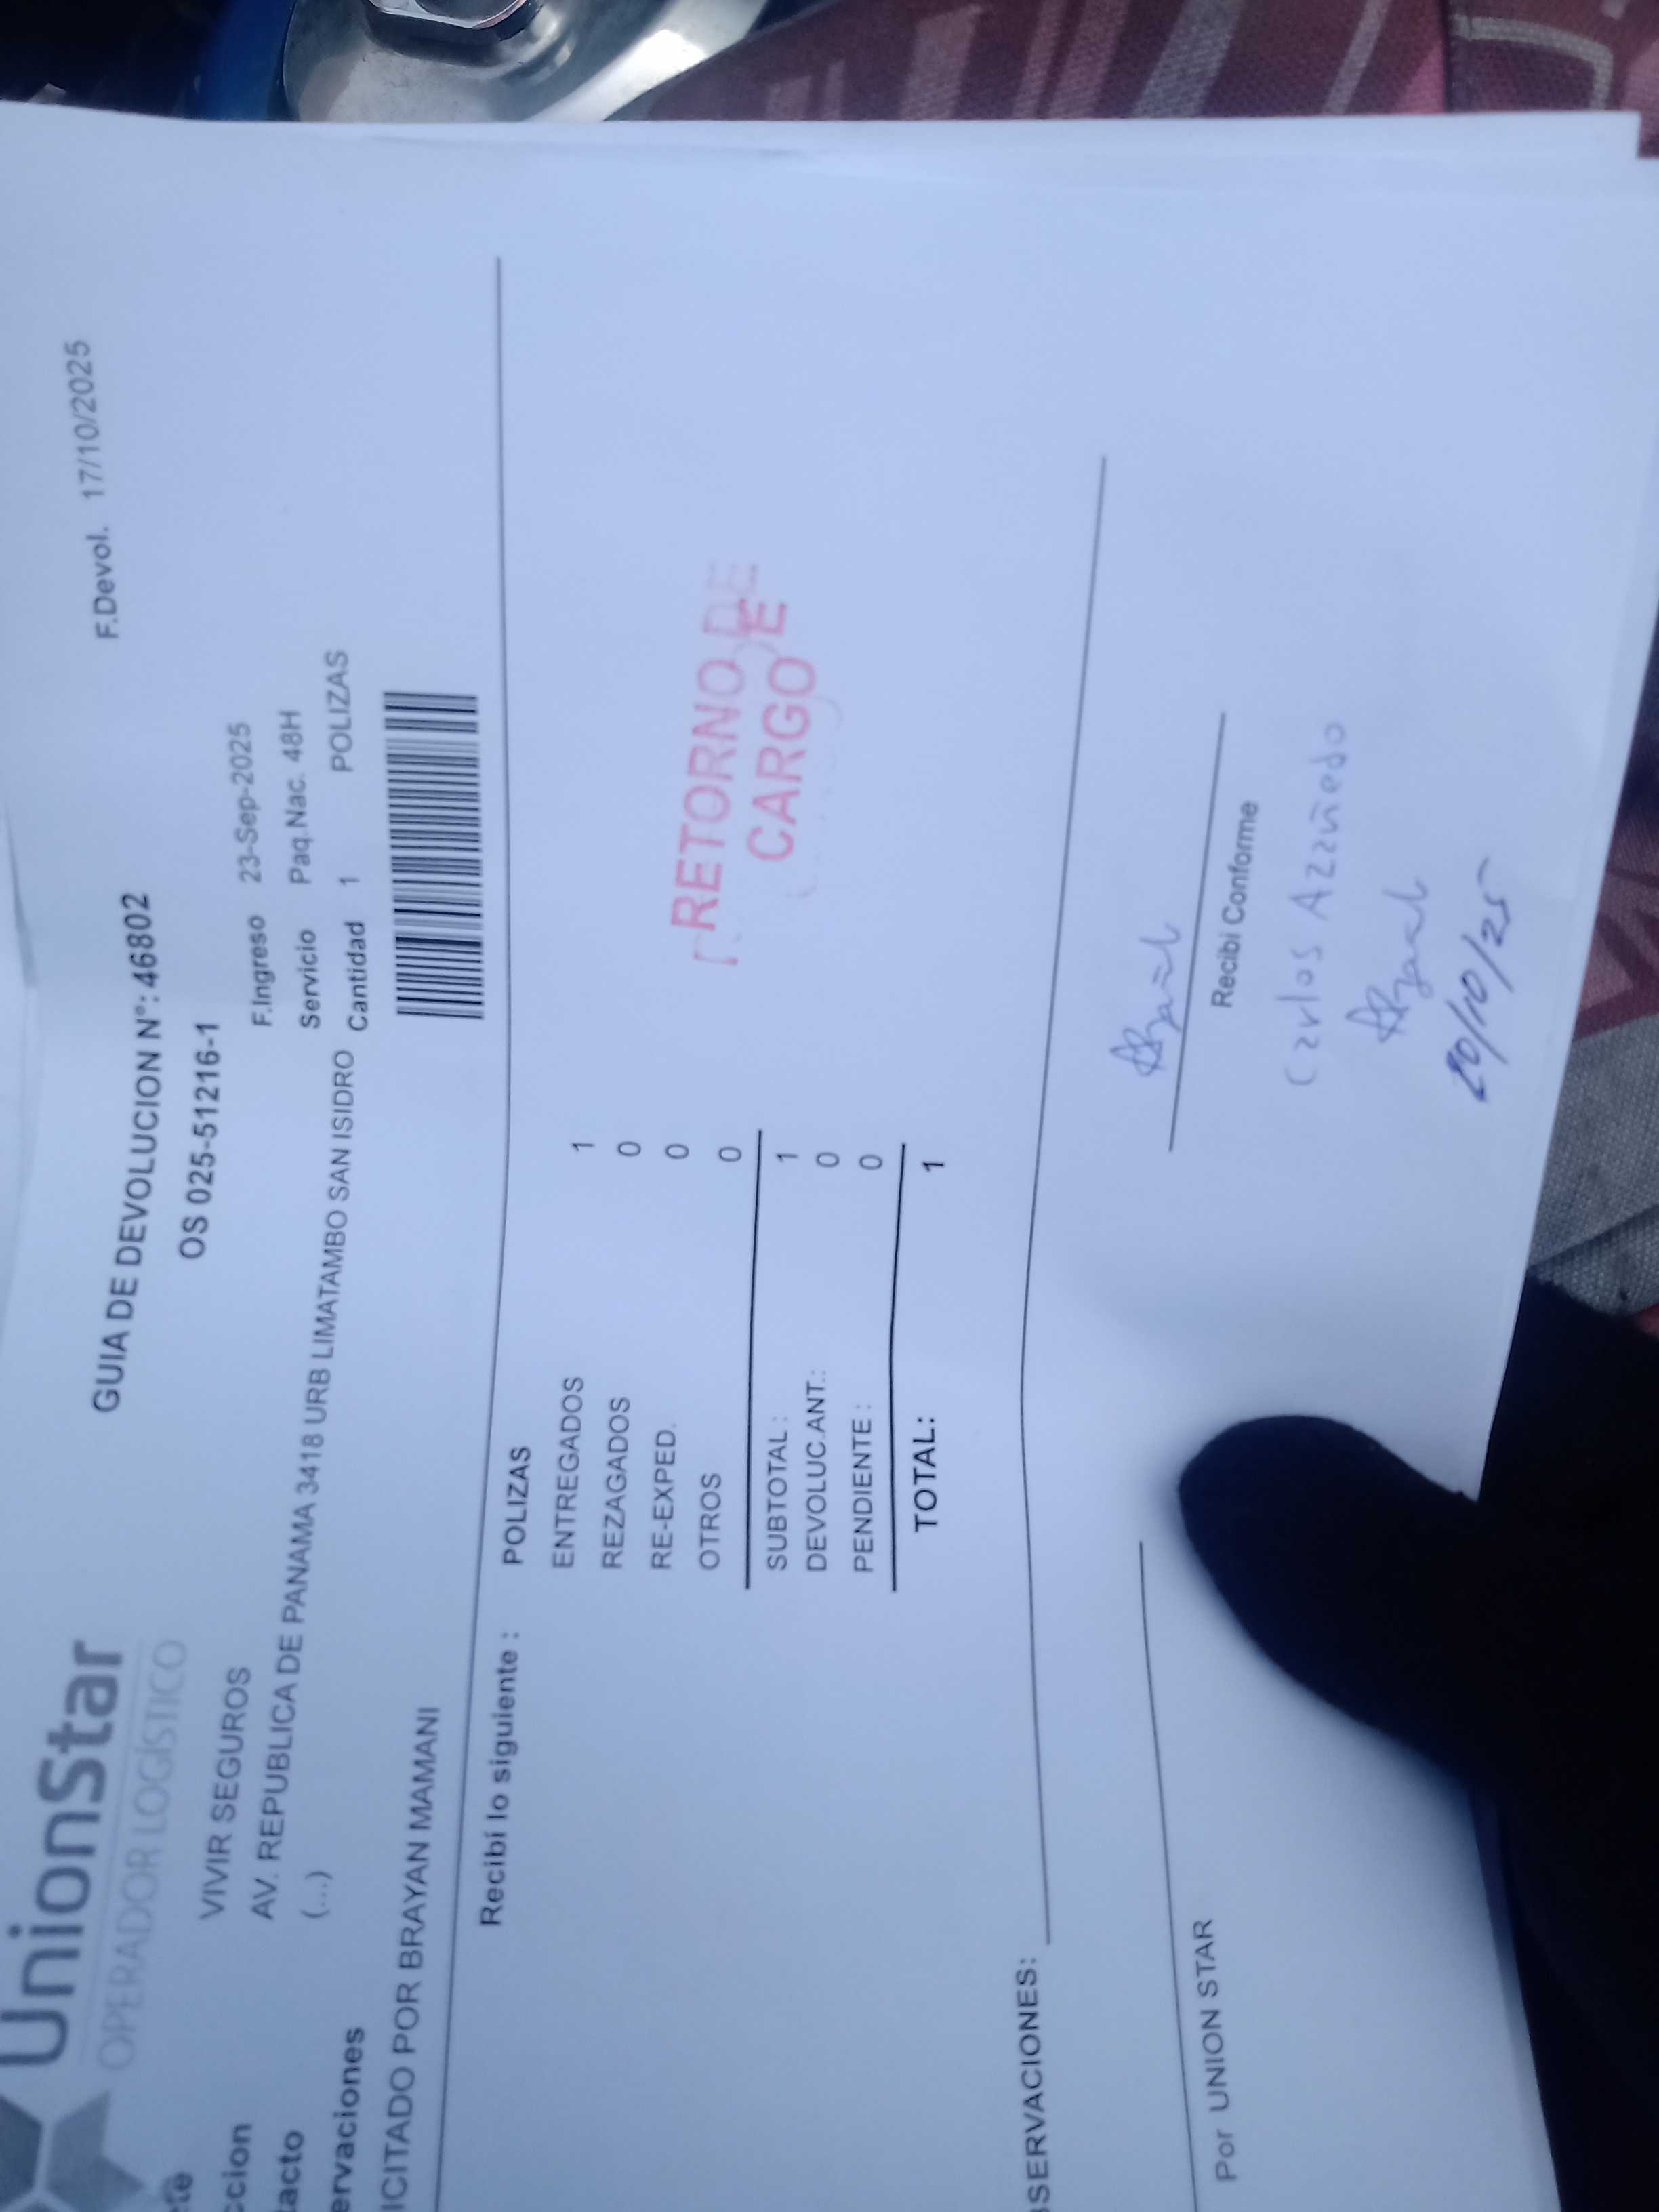 UnionStar
OPERADOR LOGÍSTICO
F.Devol. 17/10/2025
GUIA DE DEVOLUCION N°: 46802
OS 025-51216-1
VIVIR SEGUROS
F.Ingreso 23-Sep-2025
ccion AV. REPUBLICA DE PANAMA 3418 URB LIMATAMBO SAN ISIDRO
Servicio Paq.Nac. 48H
tacto (...)
Cantidad 1 POLIZAS
ervaciones
ICITADO POR BRAYAN MAMANI
Recibí lo siguiente : POLIZAS
ENTREGADOS 1
REZAGADOS 0
RE-EXPED. 0
OTROS 0
SUBTOTAL : 1
DEVOLUC.ANT.: 0
PENDIENTE : 0
TOTAL: 1
RETORNO DE
CARGO
SERVACIONES:
Por UNION STAR
Recibi Conforme
Carlos Azañedo
20/10/25